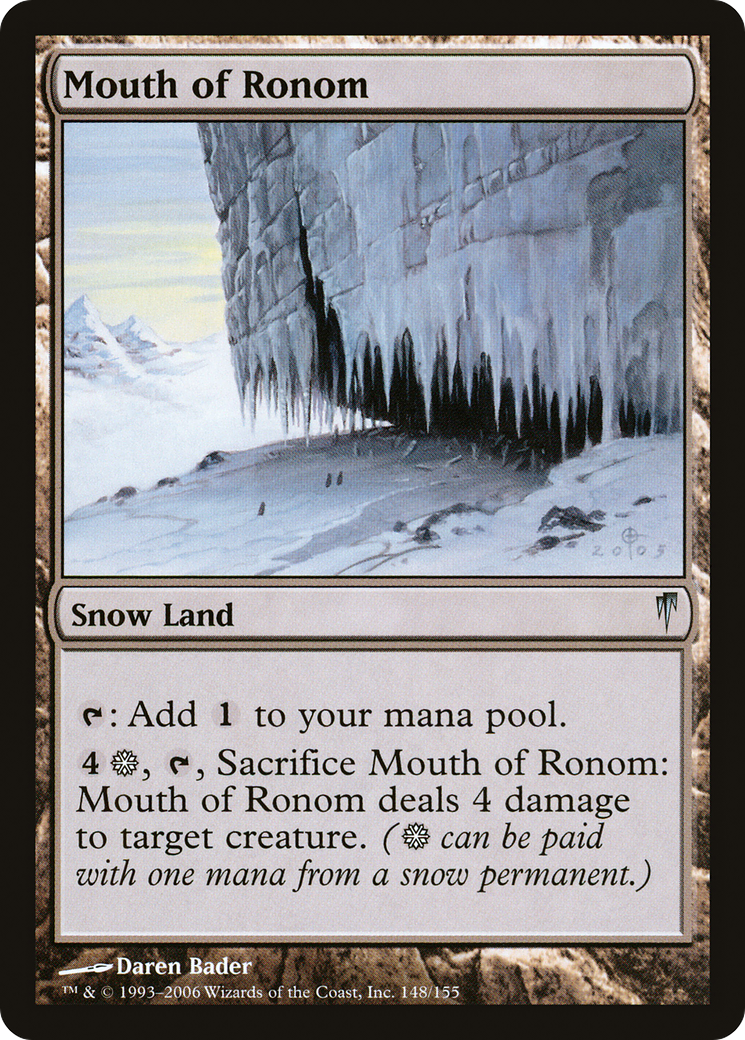 Mouth of Ronom
2005
Snow Land
: Add 1 to your mana pool.
4 , , Sacrifice Mouth of Ronom:
Mouth of Ronom deals 4 damage
to target creature. ( can be paid
with one mana from a snow permanent.)
Daren Bader
™ & © 1993–2006 Wizards of the Coast, Inc. 148/155